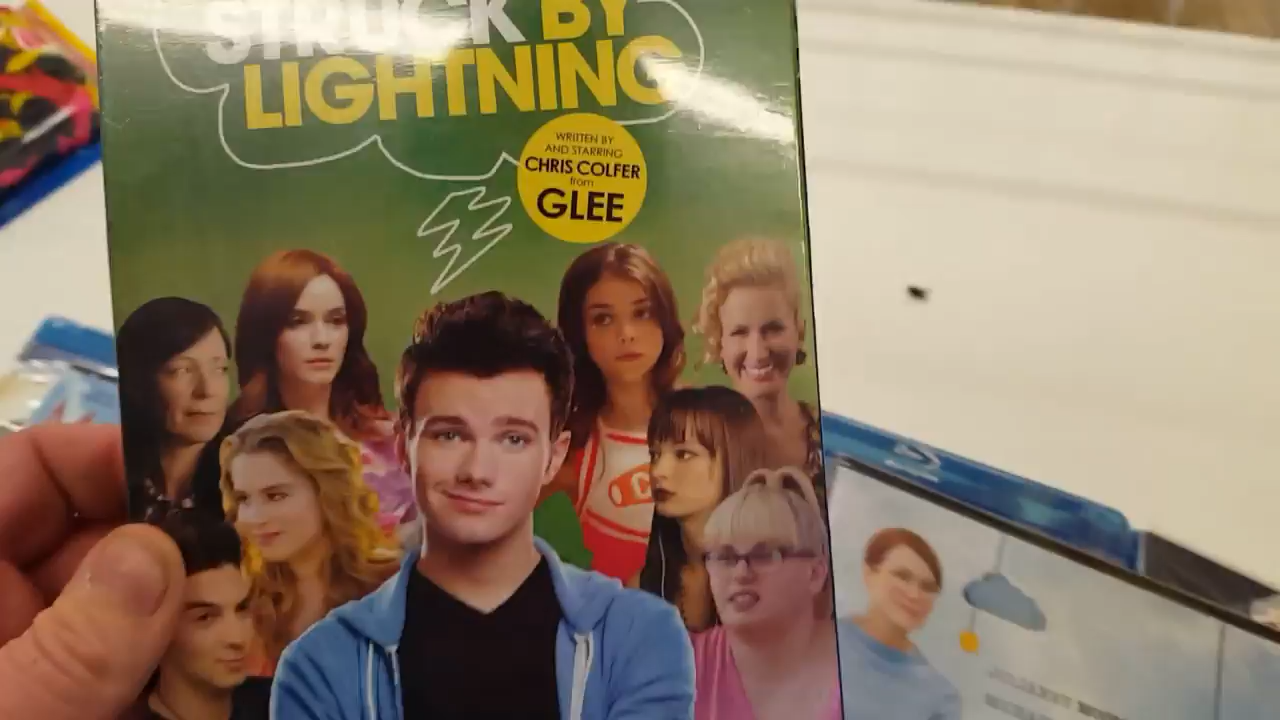 STRUCK BY
LIGHTNING
WRITTEN BY
AND STARRING
CHRIS COLFER
from
GLEE
C